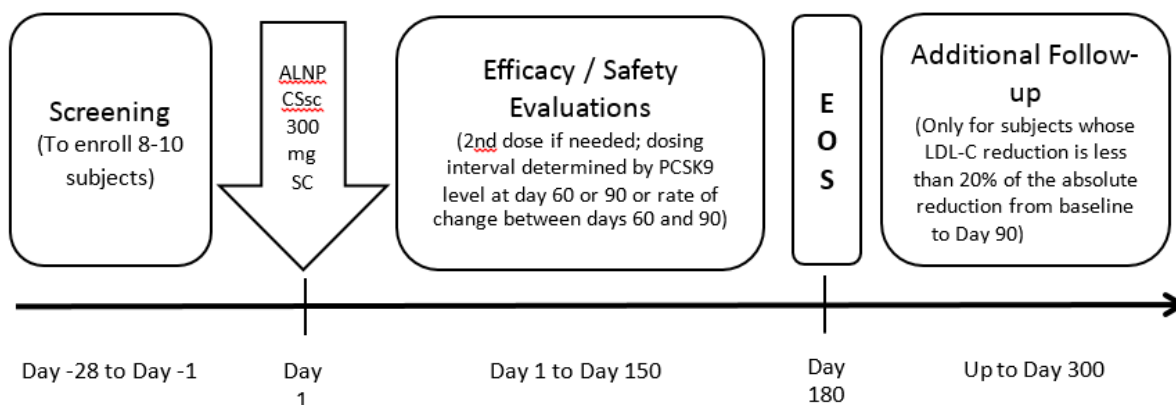 Screening
(To enroll 8-10
subjects)
ALNP
CSsc
300
mg
SC
Efficacy / Safety
Evaluations
(2nd dose if needed; dosing
interval determined by PCSK9
level at day 60 or 90 or rate of
change between days 60 and 90)
E
O
S
Additional Follow-
up
(Only for subjects whose
LDL-C reduction is less
than 20% of the absolute
reduction from baseline
to Day 90)
Day -28 to Day -1
Day
1
Day 1 to Day 150
Day
180
Up to Day 300